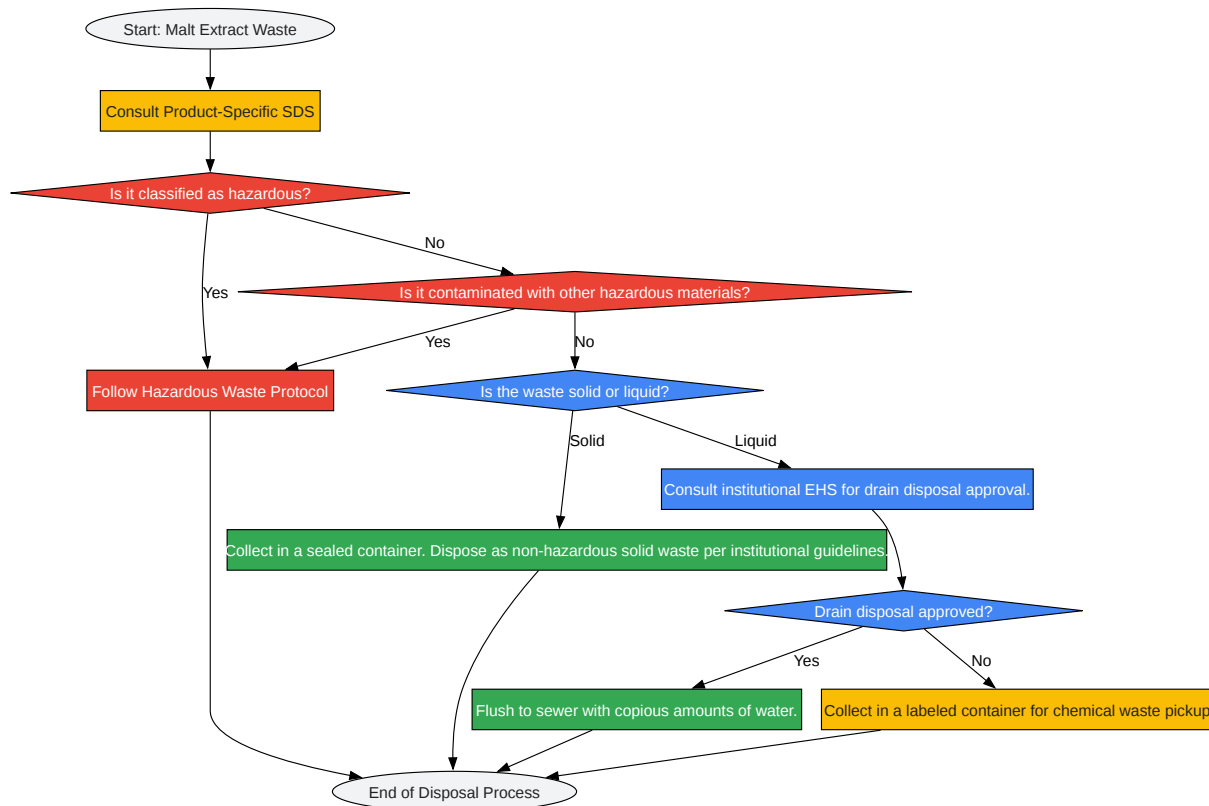 Start: Malt Extract Waste
Consult Product-Specific SDS
Is it classified as hazardous?
No
Yes
Is it contaminated with other hazardous materials?
Yes
No
Follow Hazardous Waste Protocol
Is the waste solid or liquid?
Solid
Liquid
Consult institutional EHS for drain disposal approval.
Collect in a sealed container. Dispose as non-hazardous solid waste per institutional guidelines.
Drain disposal approved?
Yes
No
Flush to sewer with copious amounts of water.
Collect in a labeled container for chemical waste pickup
End of Disposal Process